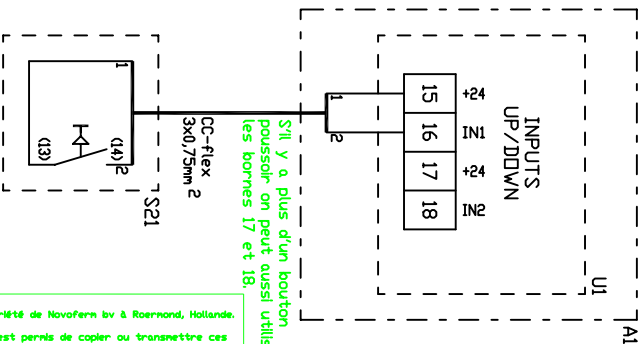 A1
U1
INPUTS
UP/DOWN
+24
IN1
+24
IN2
15
16
17
18
1
2
S'il y a plus d'un bouton
poussoir on peut aussi
les bornes 17 et 18.
CC-flex
3x0,75mm 2
S21
1
2
(14)
(13)
de Novoferm bv à Roermond, Hollande.
est permis de copier ou transmettre ces